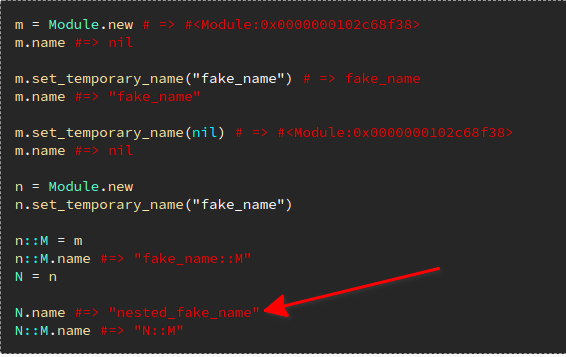 m = Module.new # => #<Module:0x0000000102c68f38>
m.name #=> nil
m.set_temporary_name("fake_name") # => fake_name
m.name #=> "fake_name"
m.set_temporary_name(nil) # => #<Module:0x0000000102c68f38>
m.name #=> nil
n = Module.new
n.set_temporary_name("fake_name")
n::M = m
n::M.name #=> "fake_name::M"
N = n
N.name #=> "nested_fake_name"
N::M.name #=> "N::M"